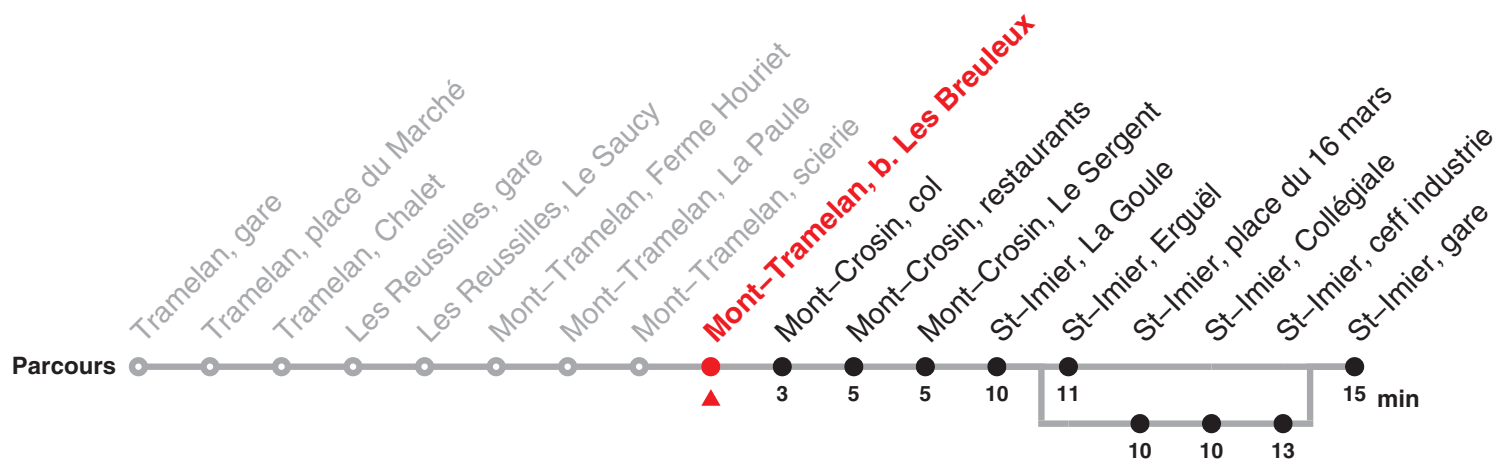 Tramelan, gare
Tramelan, place du Marché
Tramelan, Chalet
Les Reussilles, gare
Les Reussilles, Le Saucy
Mont–Tramelan, Ferme Houriet
Mont–Tramelan, La Paule
Mont–Tramelan, scierie
Mont–Tramelan, b. Les Breuleux
Mont–Crosin, col
Mont–Crosin, restaurants
Mont–Crosin, Le Sergent
St–Imier, La Goule
St–Imier, Erguël
St–Imier, place du 16 mars
St–Imier, Collégiale
St–Imier, ceff industrie
St–Imier, gare
Parcours
3 5 5 10 11 15 min
10 10 13